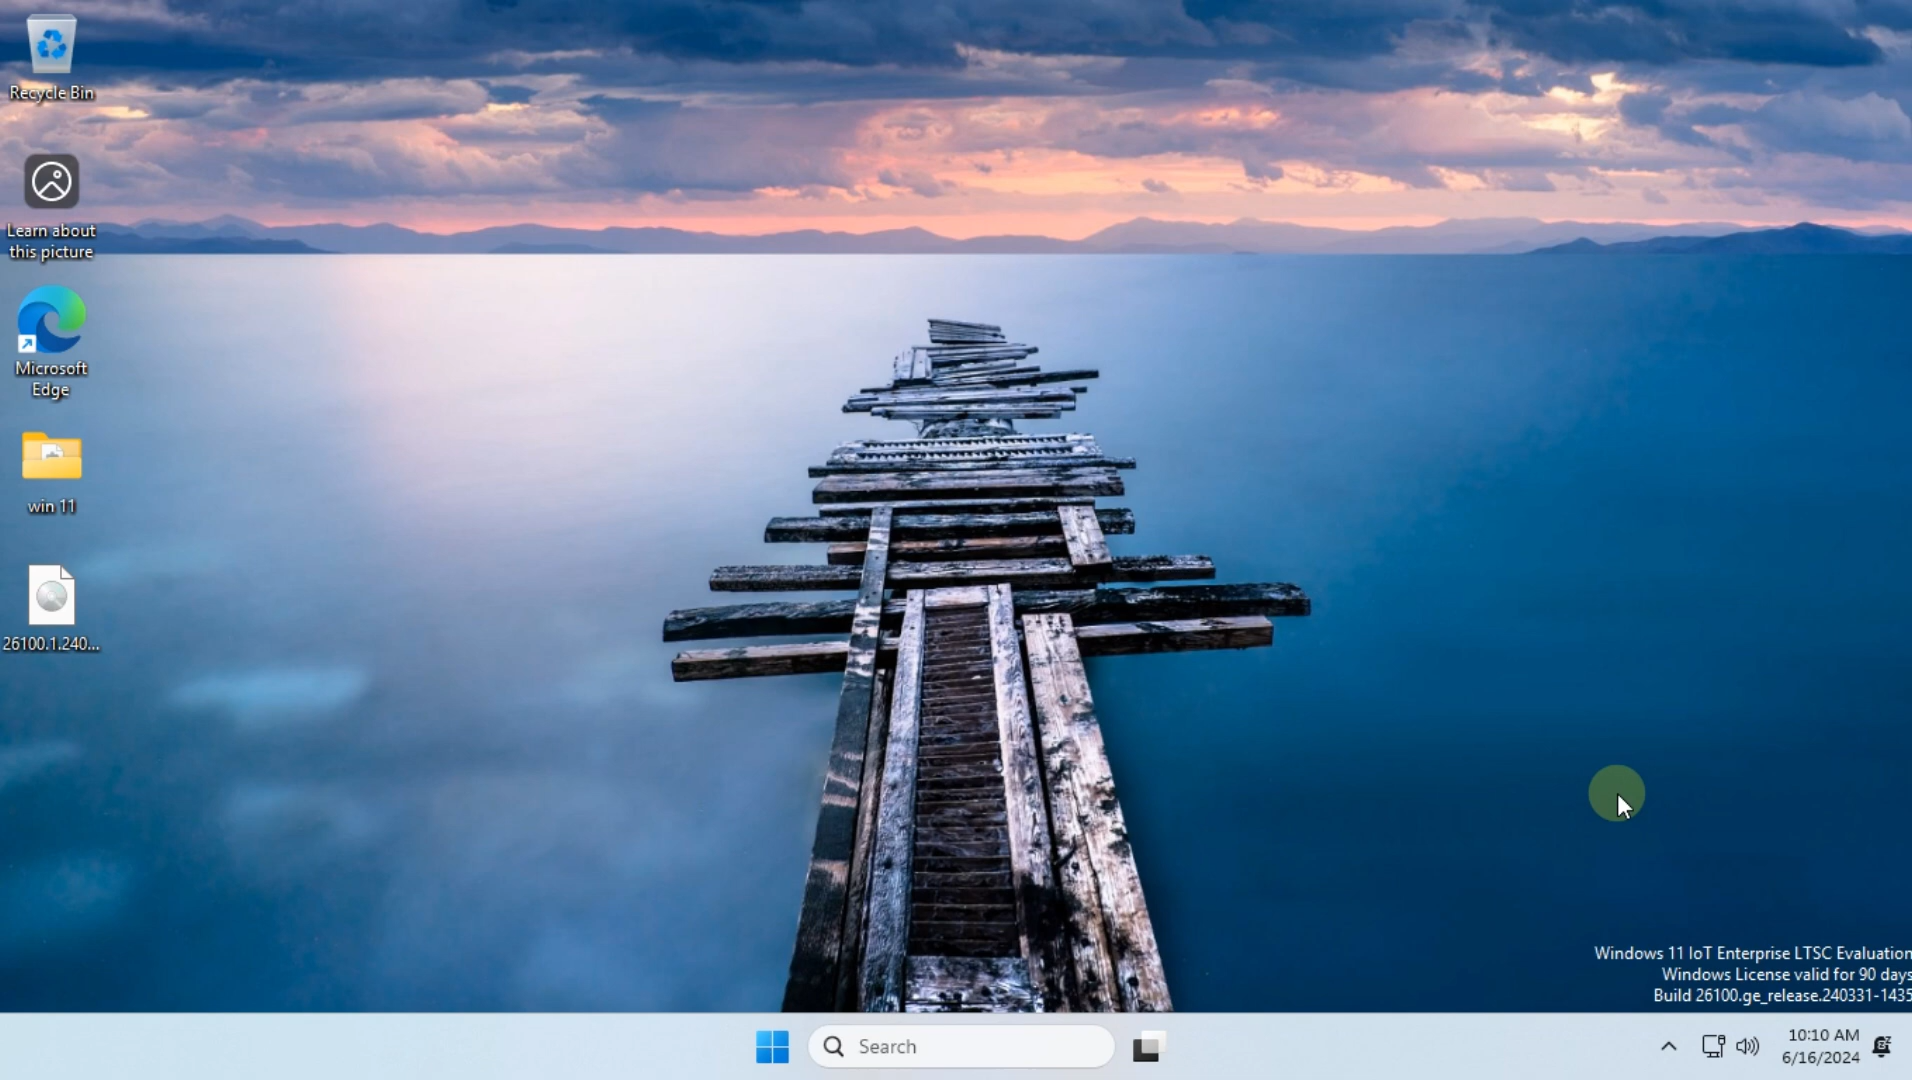 Recycle Bin
Learn about
this picture
Microsoft
Edge
win 11
26100.1.240...
Windows 11 IoT Enterprise LTSC Evaluation
Windows License valid for 90 days
Build 26100.ge_release.240331-1435
Search
10:10 AM
6/16/2024